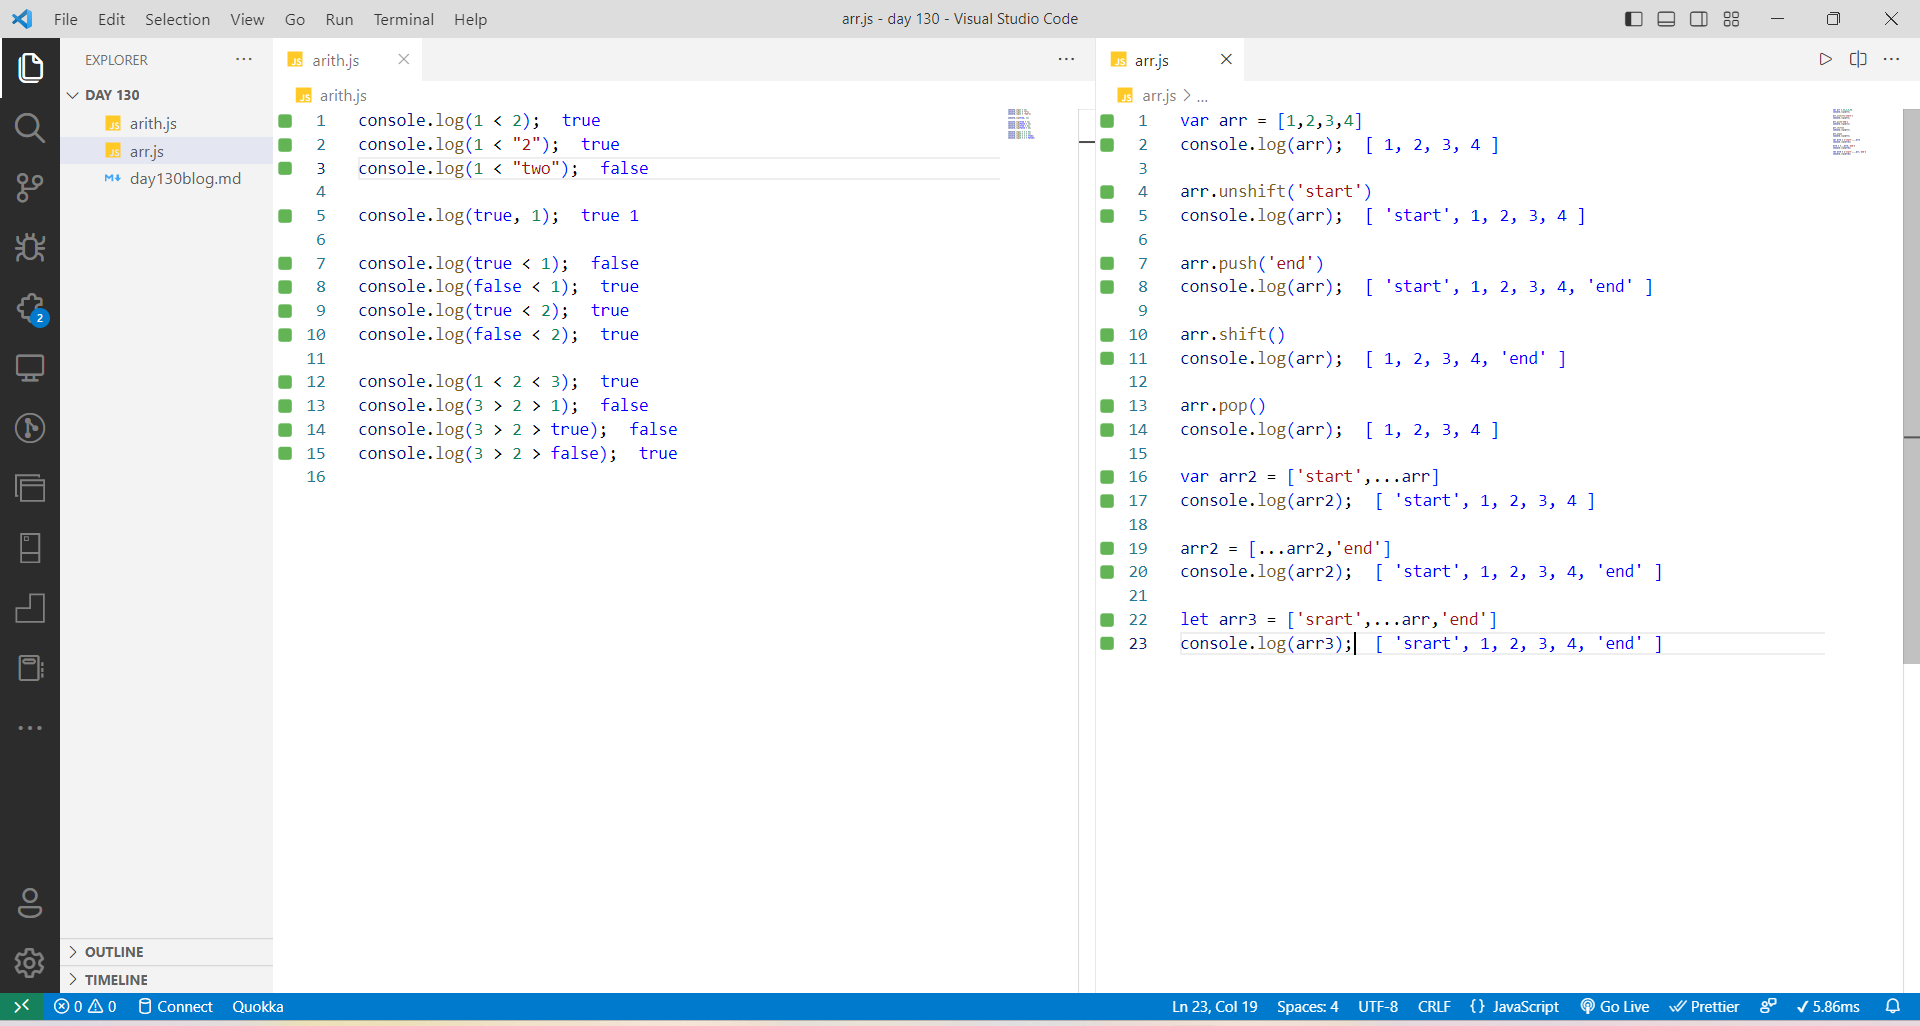 File Edit Selection View Go Run Terminal Help
arr.js - day 130 - Visual Studio Code
EXPLORER
DAY 130
arith.js
arr.js
day130blog.md
OUTLINE
TIMELINE
2
arith.js
arith.js
1 console.log(1 < 2); true
2 console.log(1 < "2"); true
3 console.log(1 < "two"); false
4
5 console.log(true, 1); true 1
6
7 console.log(true < 1); false
8 console.log(false < 1); true
9 console.log(true < 2); true
10 console.log(false < 2); true
11
12 console.log(1 < 2 < 3); true
13 console.log(3 > 2 > 1); false
14 console.log(3 > 2 > true); false
15 console.log(3 > 2 > false); true
16
arr.js
arr.js > ...
1 var arr = [1,2,3,4]
2 console.log(arr); [ 1, 2, 3, 4 ]
3
4 arr.unshift('start')
5 console.log(arr); [ 'start', 1, 2, 3, 4 ]
6
7 arr.push('end')
8 console.log(arr); [ 'start', 1, 2, 3, 4, 'end' ]
9
10 arr.shift()
11 console.log(arr); [ 1, 2, 3, 4, 'end' ]
12
13 arr.pop()
14 console.log(arr); [ 1, 2, 3, 4 ]
15
16 var arr2 = ['start',...arr]
17 console.log(arr2); [ 'start', 1, 2, 3, 4 ]
18
19 arr2 = [...arr2,'end']
20 console.log(arr2); [ 'start', 1, 2, 3, 4, 'end' ]
21
22 let arr3 = ['srart',...arr,'end']
23 console.log(arr3); [ 'srart', 1, 2, 3, 4, 'end' ]
0 0 Connect Quokka
Ln 23, Col 19 Spaces: 4 UTF-8 CRLF {} JavaScript Go Live Prettier 5.86ms